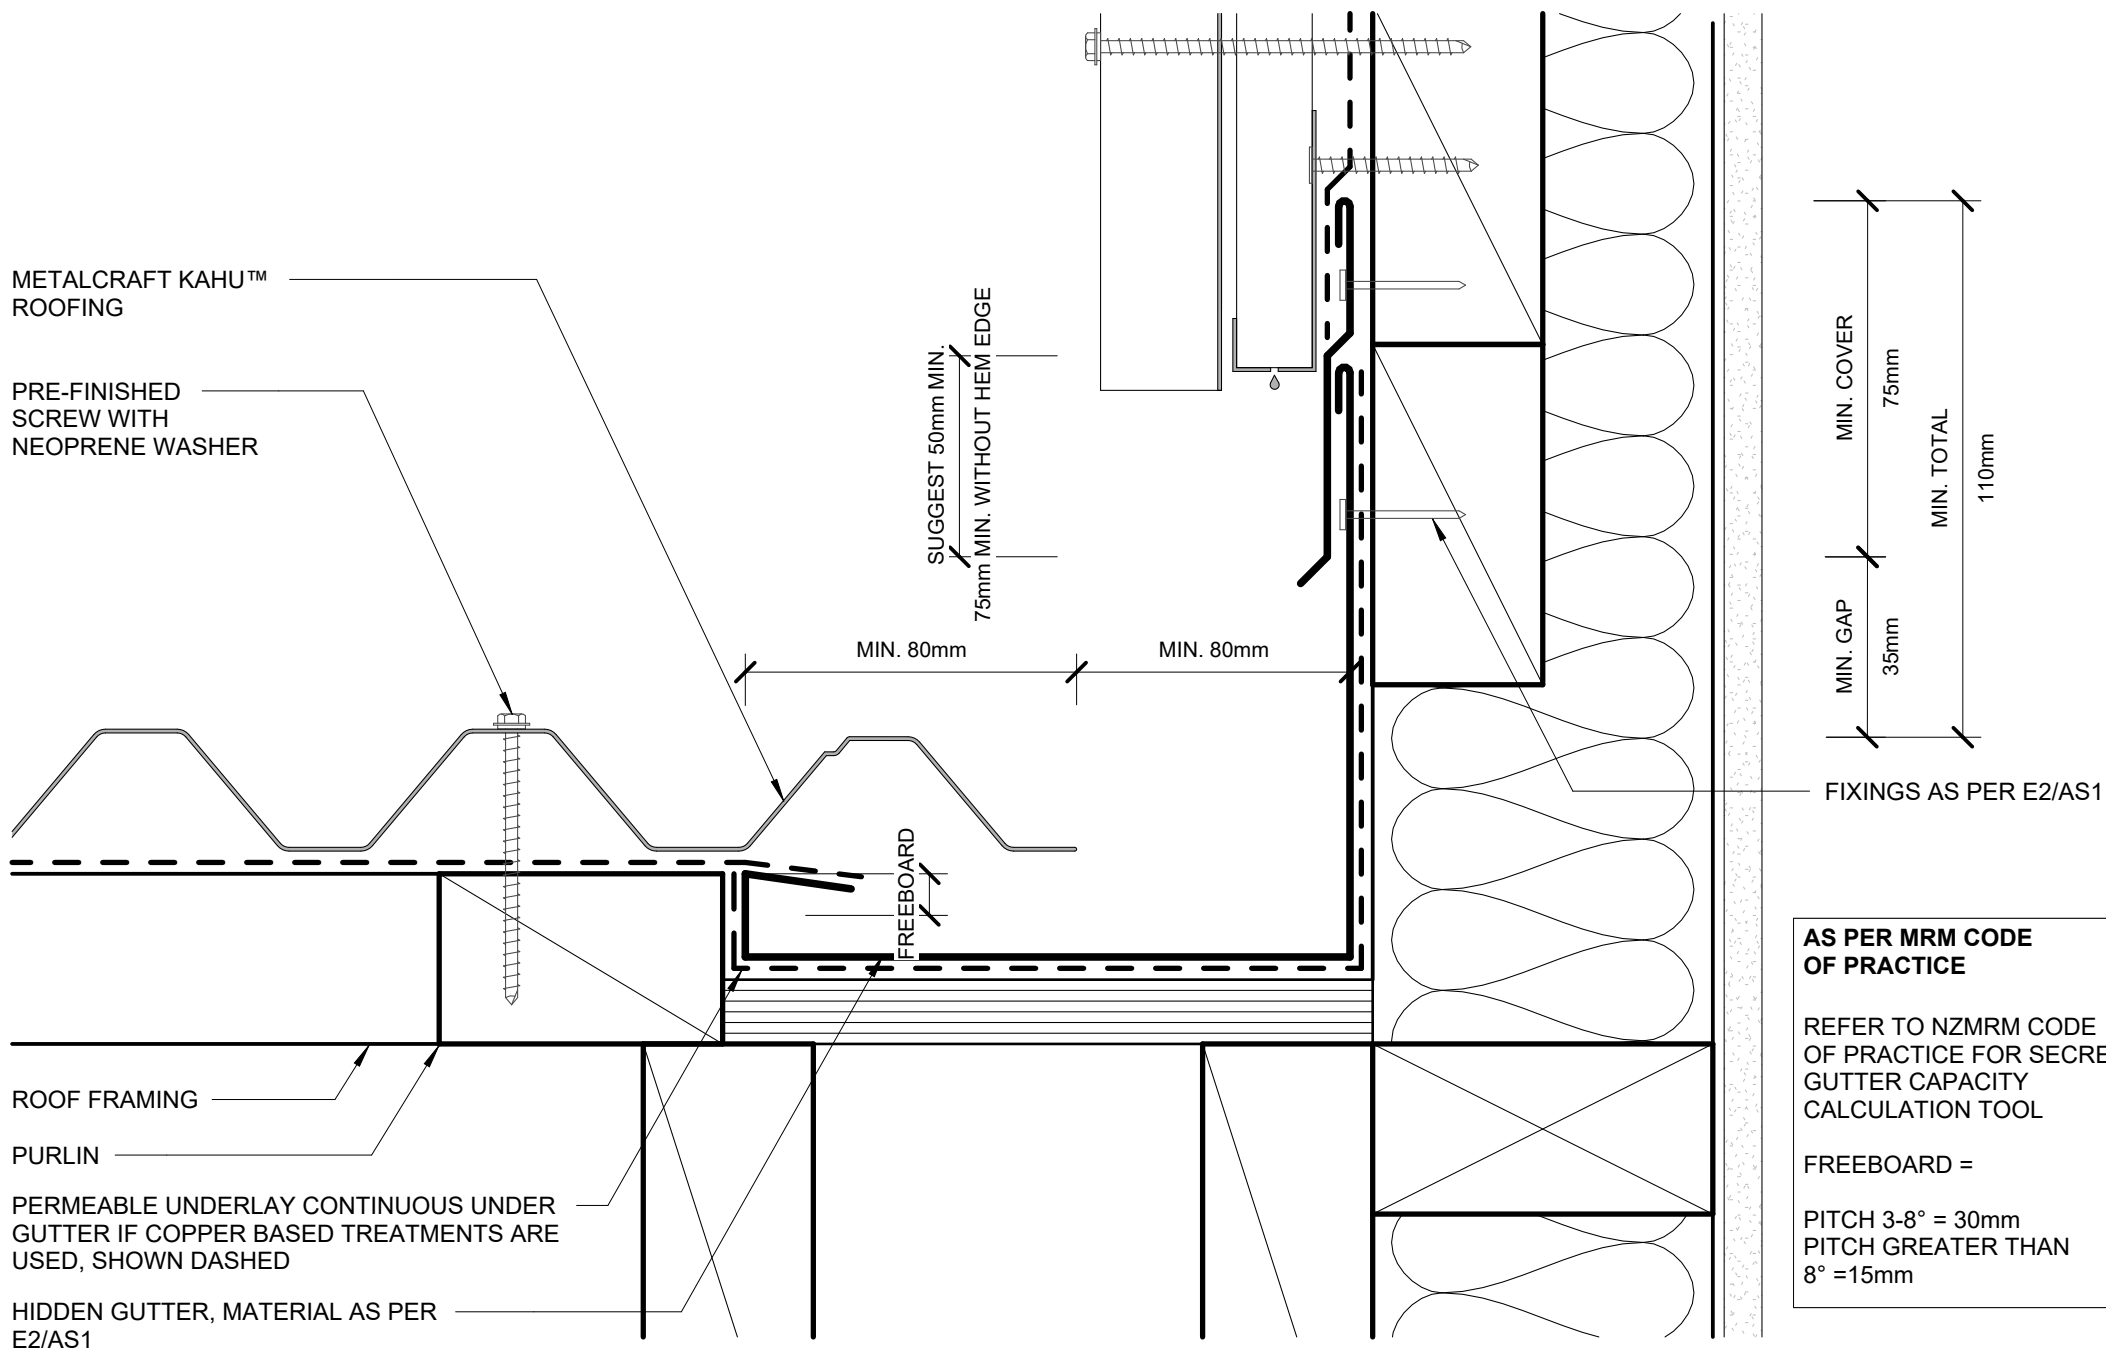 METALCRAFT KAHU™
ROOFING
PRE-FINISHED
SCREW WITH
NEOPRENE WASHER
SUGGEST 50mm MIN.
75mm MIN. WITHOUT HEM EDGE
MIN. COVER
75mm
MIN. TOTAL
110mm
MIN. GAP
35mm
MIN. 80mm
MIN. 80mm
FIXINGS AS PER E2/AS1
FREEBOARD
ROOF FRAMING
PURLIN
PERMEABLE UNDERLAY CONTINUOUS UNDER
GUTTER IF COPPER BASED TREATMENTS ARE
USED, SHOWN DASHED
HIDDEN GUTTER, MATERIAL AS PER
E2/AS1
AS PER MRM CODE
OF PRACTICE
REFER TO NZMRM CODE
OF PRACTICE FOR SECRE
GUTTER CAPACITY
CALCULATION TOOL
FREEBOARD =
PITCH 3-8° = 30mm
PITCH GREATER THAN
8° =15mm